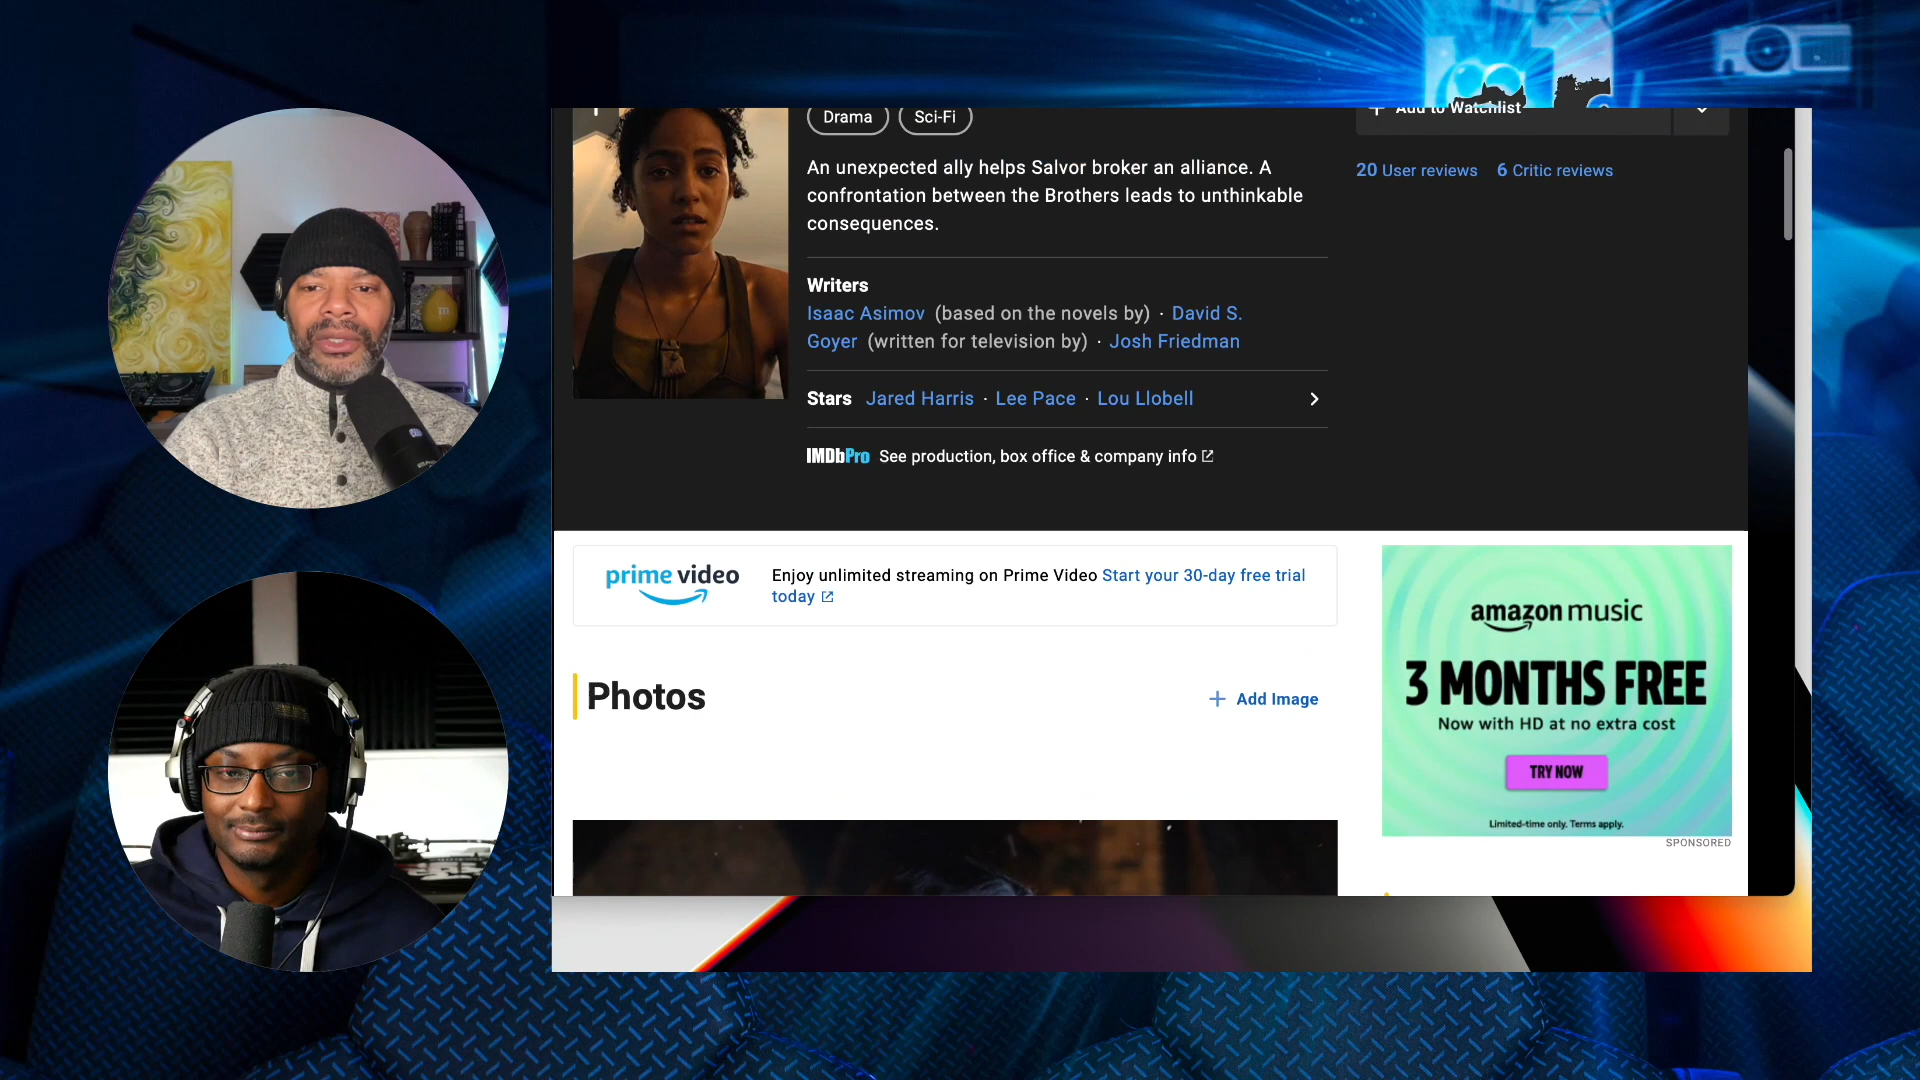 Drama
Sci-Fi
Add to Watchlist
An unexpected ally helps Salvor broker an alliance. A
confrontation between the Brothers leads to unthinkable
consequences.
20 User reviews 6 Critic reviews
Writers
Isaac Asimov (based on the novels by) · David S.
Goyer (written for television by) · Josh Friedman
Stars Jared Harris · Lee Pace · Lou Llobell
IMDbPro See production, box office & company info
prime video
Enjoy unlimited streaming on Prime Video Start your 30-day free trial
today
Photos
+ Add Image
amazon music
3 MONTHS FREE
Now with HD at no extra cost
TRY NOW
Limited-time only. Terms apply.
SPONSORED
m